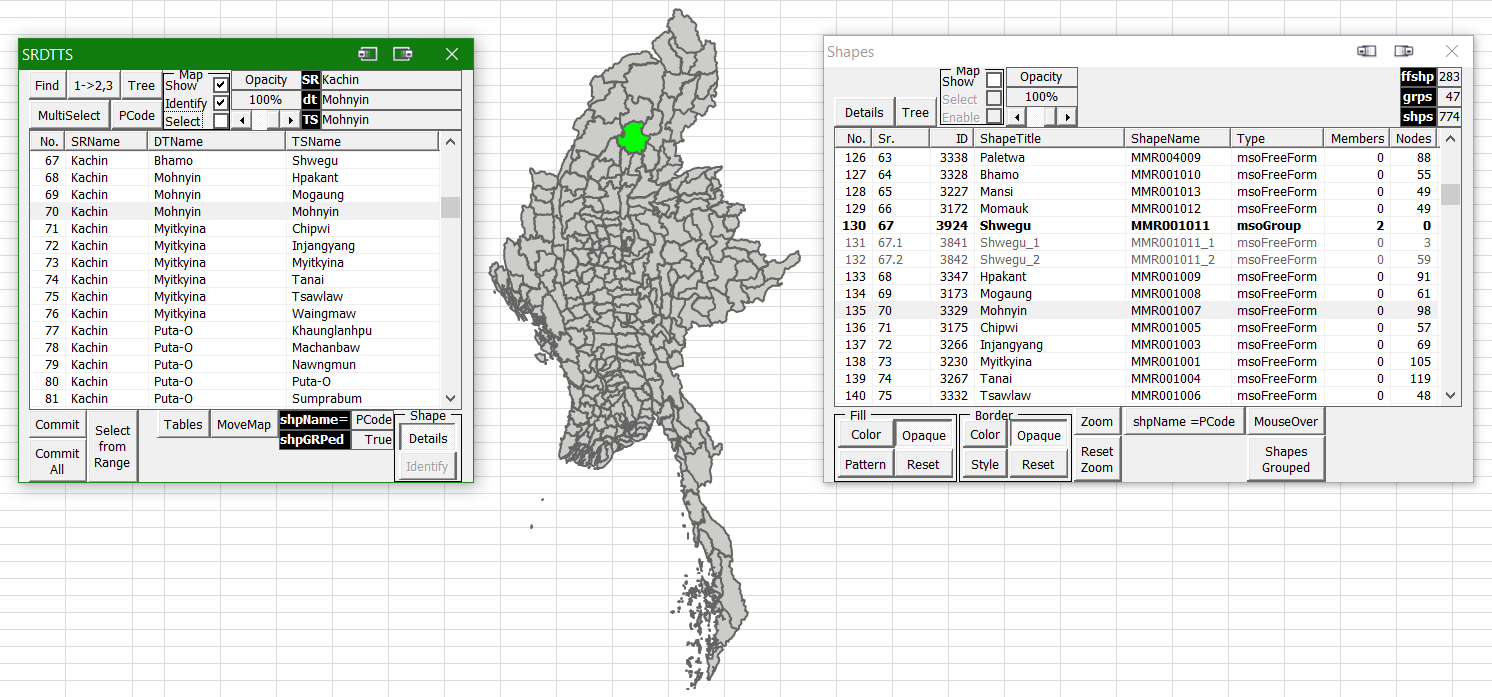 SRDTTS
Find 1->2,3 Tree
MultiSelect PCode
Map
Show
Identify
Select
Opacity
100%
SR Kachin
dt Mohnyin
TS Mohnyin
No. SRName DTName TSName
67 Kachin Bhamo Shwegu
68 Kachin Mohnyin Hpakant
69 Kachin Mohnyin Mogaung
70 Kachin Mohnyin Mohnyin
71 Kachin Myitkyina Chipwi
72 Kachin Myitkyina Injangyang
73 Kachin Myitkyina Myitkyina
74 Kachin Myitkyina Tanai
75 Kachin Myitkyina Tsawlaw
76 Kachin Myitkyina Waingmaw
77 Kachin Puta-O Khaunglanhpu
78 Kachin Puta-O Machanbaw
79 Kachin Puta-O Nawngmun
80 Kachin Puta-O Puta-O
81 Kachin Puta-O Sumprabum
Commit
Commit
All
Select
from
Range
Tables MoveMap
shpName= PCode
shpGRPed True
Shape
Details
Identify
Shapes
Details Tree
Map
Show
Select
Enable
Opacity
100%
ffshp 283
grps 47
shps 774
No. Sr. ID ShapeTitle ShapeName Type Members Nodes
126 63 3338 Paletwa MMR004009 msoFreeForm 0 88
127 64 3328 Bhamo MMR001010 msoFreeForm 0 55
128 65 3227 Mansi MMR001013 msoFreeForm 0 49
129 66 3172 Momauk MMR001012 msoFreeForm 0 49
130 67 3924 Shwegu MMR001011 msoGroup 2 0
131 67.1 3841 Shwegu_1 MMR001011_1 msoFreeForm 0 3
132 67.2 3842 Shwegu_2 MMR001011_2 msoFreeForm 0 59
133 68 3347 Hpakant MMR001009 msoFreeForm 0 91
134 69 3173 Mogaung MMR001008 msoFreeForm 0 61
135 70 3329 Mohnyin MMR001007 msoFreeForm 0 98
136 71 3175 Chipwi MMR001005 msoFreeForm 0 57
137 72 3266 Injangyang MMR001003 msoFreeForm 0 69
138 73 3230 Myitkyina MMR001001 msoFreeForm 0 105
139 74 3267 Tanai MMR001004 msoFreeForm 0 119
140 75 3332 Tsawlaw MMR001006 msoFreeForm 0 48
Fill
Color Opaque
Pattern Reset
Border
Color Opaque
Style Reset
Zoom
Reset
Zoom
shpName =PCode
MouseOver
Shapes
Grouped